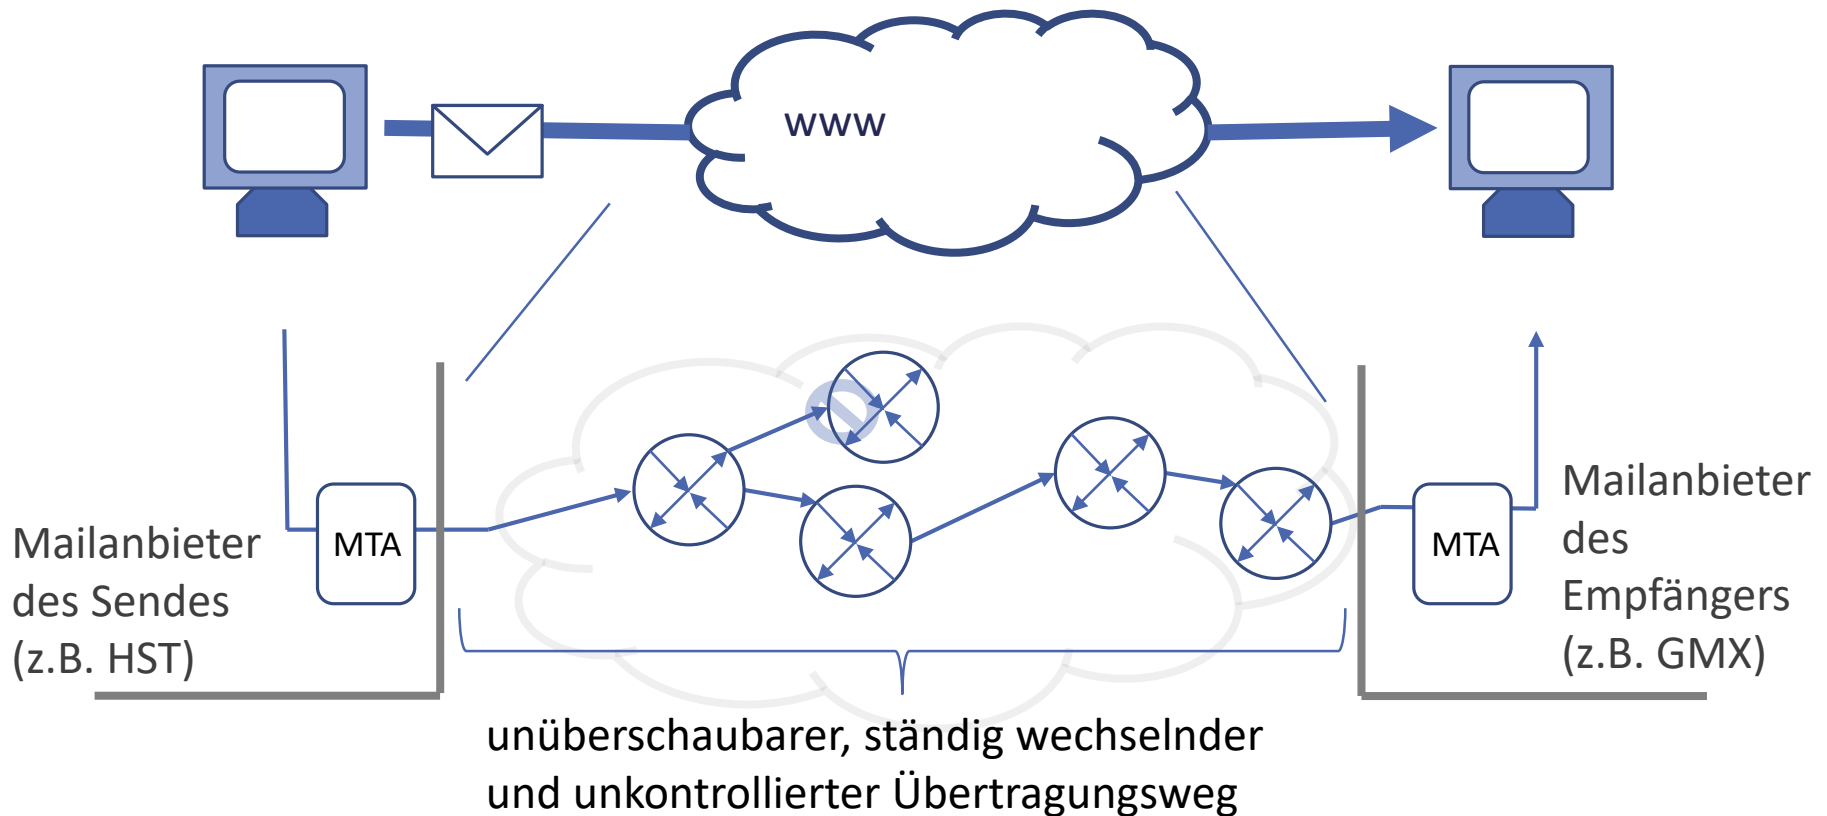 www
Mailanbieter
des Sendes
(z.B. HST)
MTA
MTA
Mailanbieter
des
Empfängers
(z.B. GMX)
unüberschaubarer, ständig wechselnder
und unkontrollierter Übertragungsweg